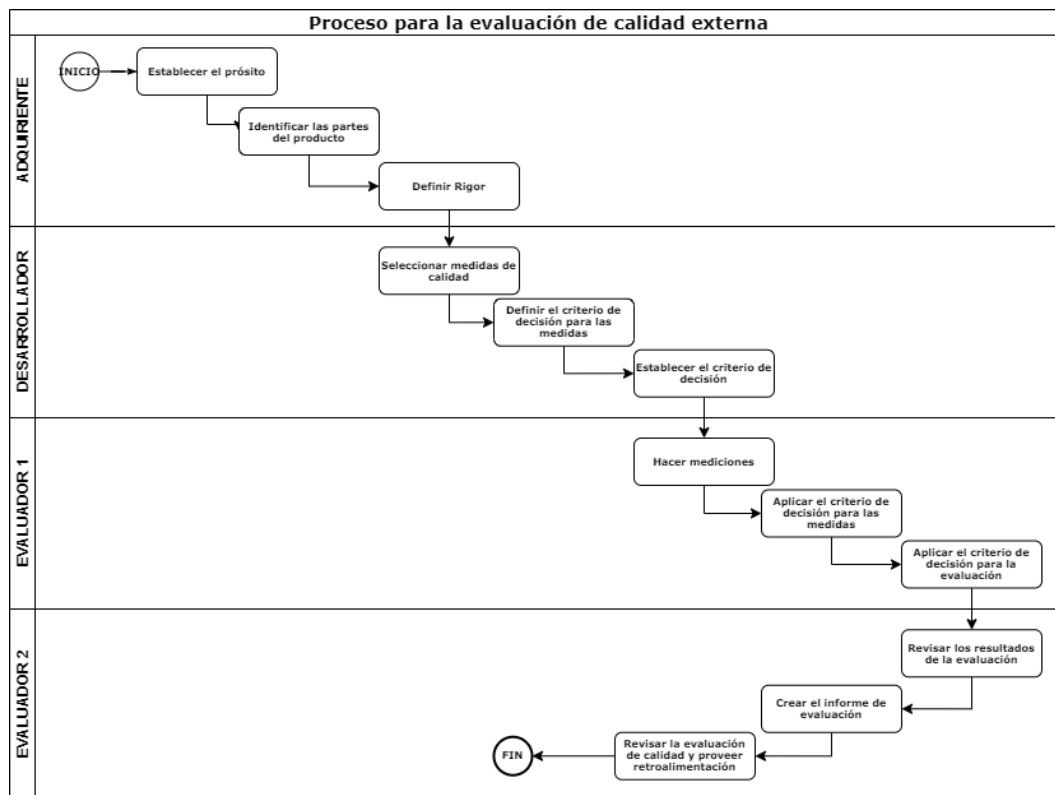 Proceso para la evaluación de calidad externa
ADQUIRIENTE
INICIO
Establecer el prósito
Identificar las partes
del producto
Definir Rigor
DESARROLLADOR
Seleccionar medidas de
calidad
Definir el criterio de
decisión para las
medidas
Establecer el criterio de
decisión
EVALUADOR 1
Hacer mediciones
Aplicar el criterio de
decisión para las
medidas
Aplicar el criterio de
decisión para la
evaluación
EVALUADOR 2
Revisar los resultados
de la evaluación
Crear el informe de
evaluación
Revisar la evaluación
de calidad y proveer
retroalimentación
FIN